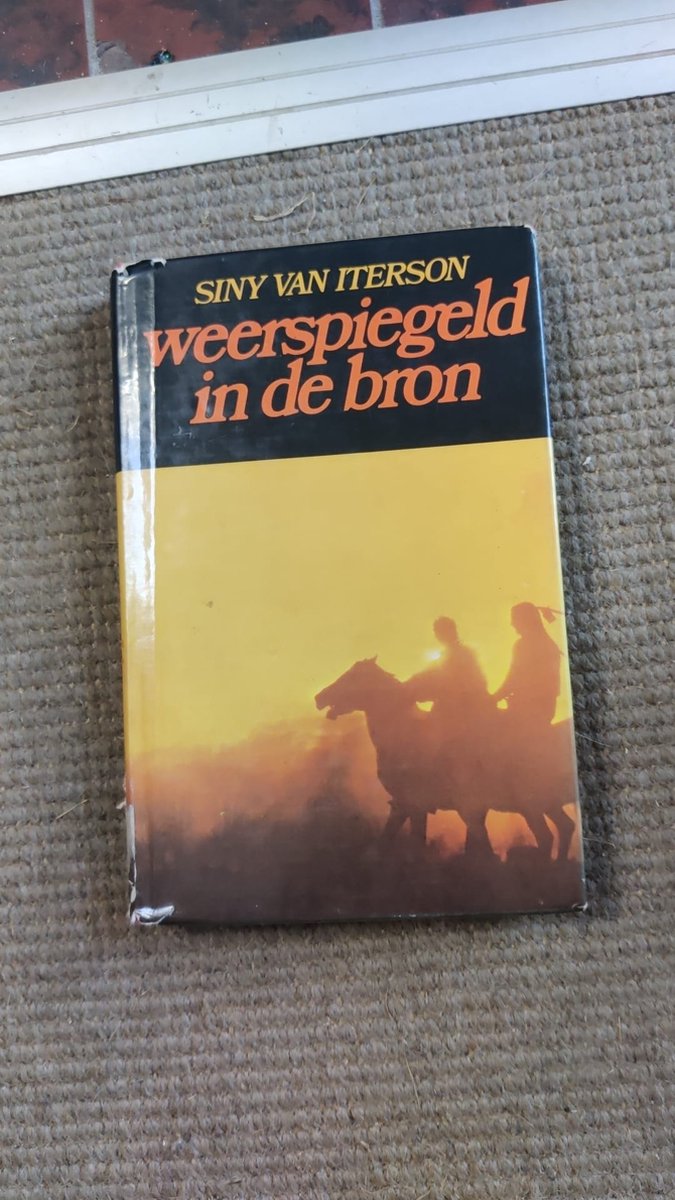 SINY VAN ITERSON
weerspiegeld
in de bron